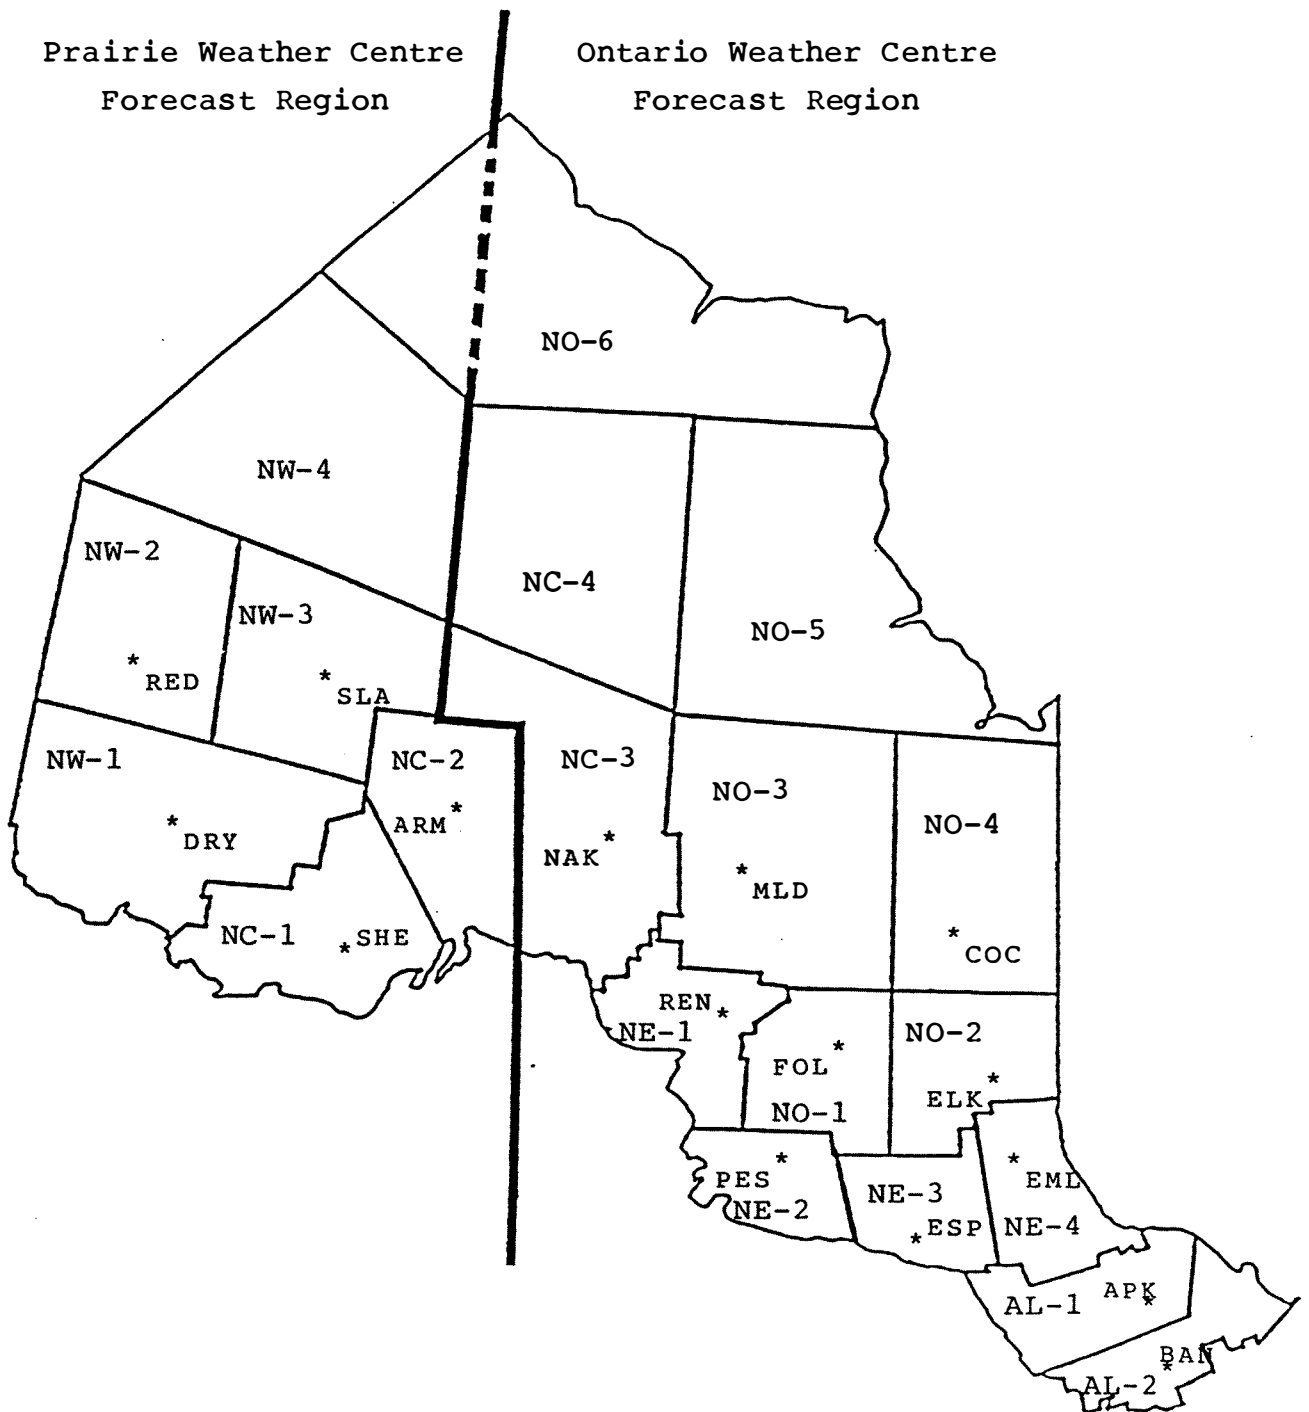 Prairie Weather Centre
Forecast Region
Ontario Weather Centre
Forecast Region
NO-6
NW-4
NW-2
NC-4
NW-3
NO-5
*RED
*SLA
NW-1
NC-2
NC-3
NO-3
NO-4
*DRY
ARM*
NAK*
*MLD
NC-1
*SHE
*COC
REN*
NE-1
NO-2
FOL*
ELK*
NO-1
PES*
*EML
NE-3
NE-2
*ESP
NE-4
APK*
AL-1
BAN*
AL-2